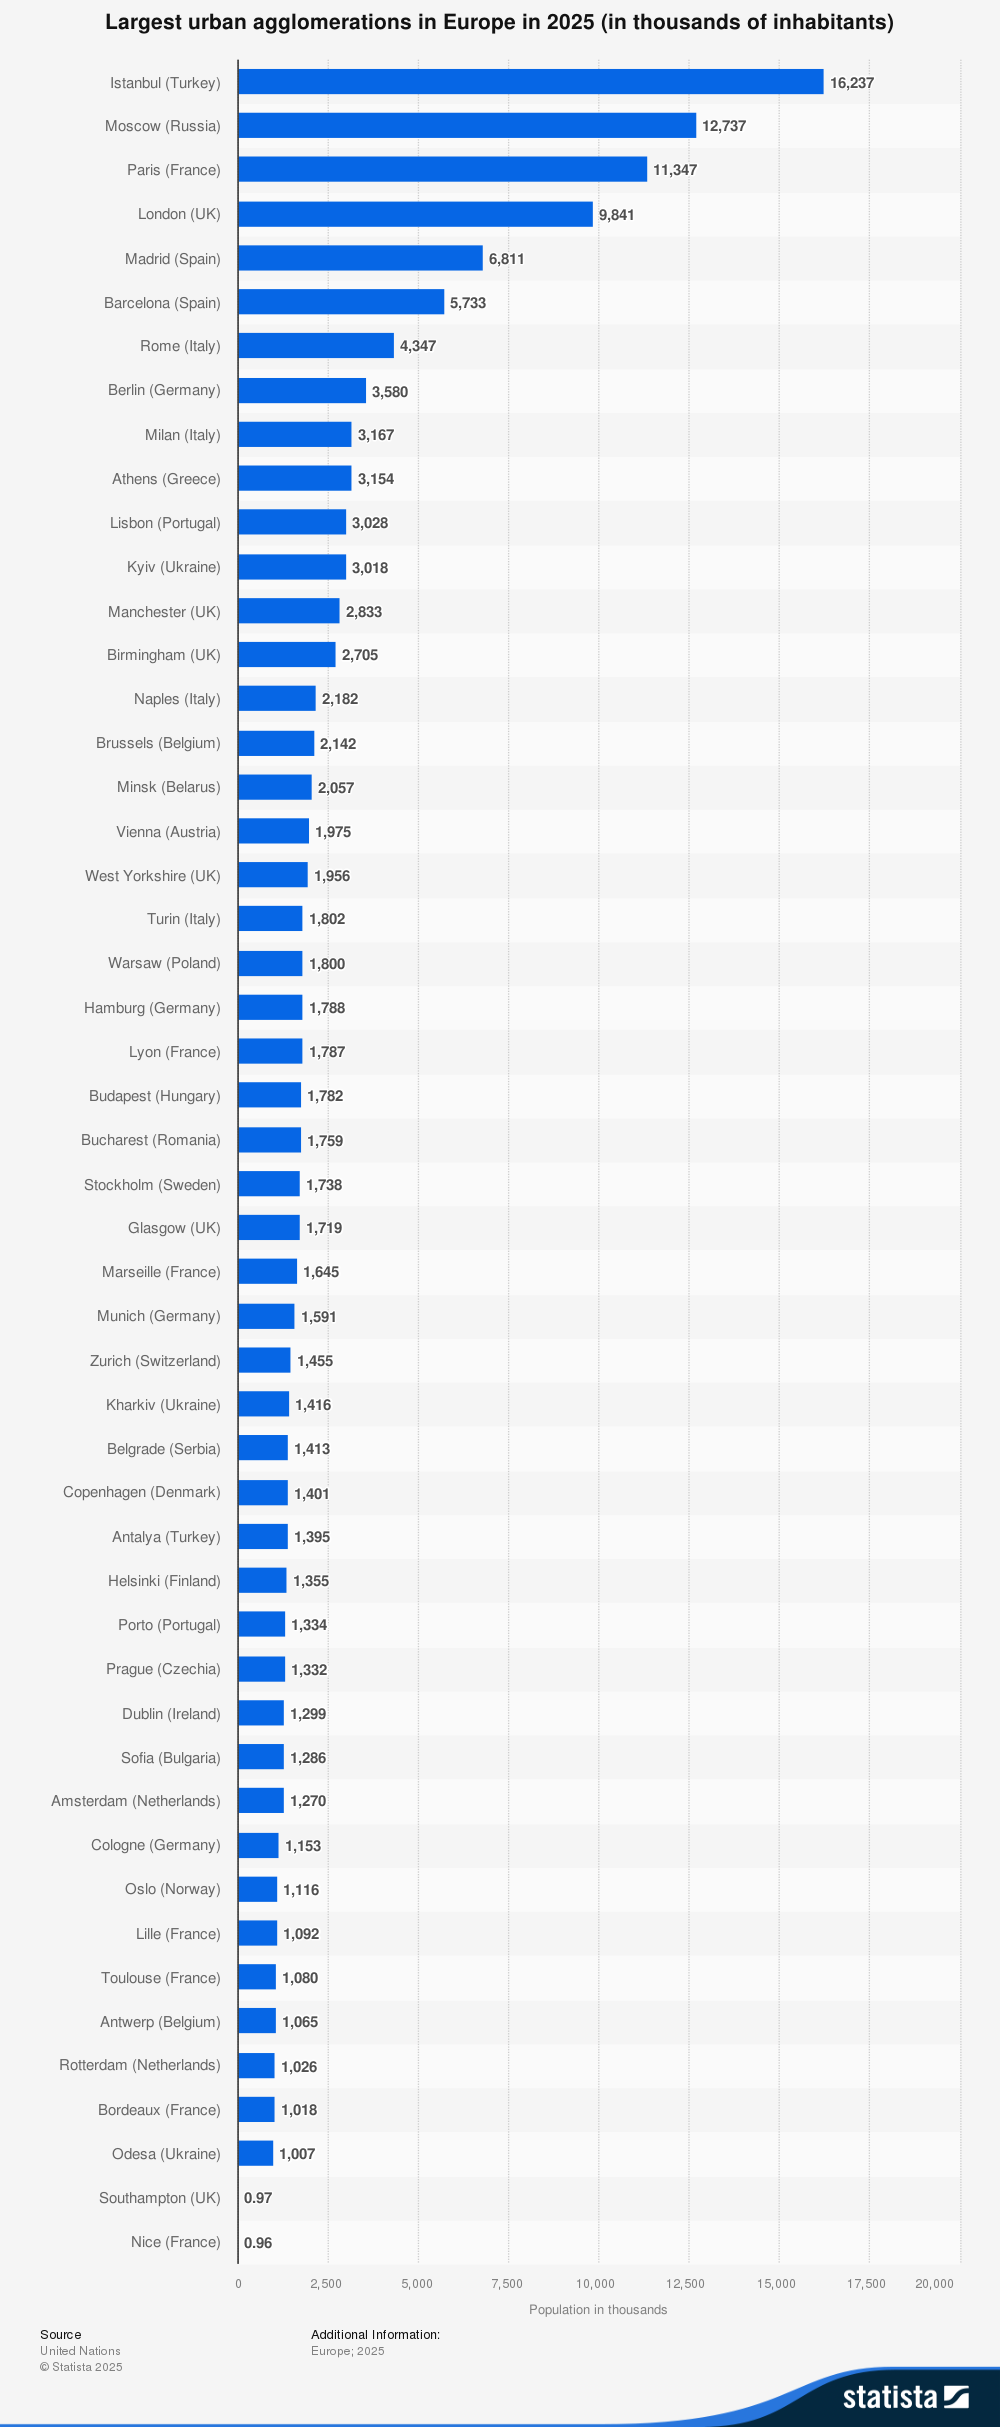 Largest urban agglomerations in Europe in 2025 (in thousands of inhabitants)
Istanbul (Turkey) 16,237
Moscow (Russia) 12,737
Paris (France) 11,347
London (UK) 9,841
Madrid (Spain) 6,811
Barcelona (Spain) 5,733
Rome (Italy) 4,347
Berlin (Germany) 3,580
Milan (Italy) 3,167
Athens (Greece) 3,154
Lisbon (Portugal) 3,028
Kyiv (Ukraine) 3,018
Manchester (UK) 2,833
Birmingham (UK) 2,705
Naples (Italy) 2,182
Brussels (Belgium) 2,142
Minsk (Belarus) 2,057
Vienna (Austria) 1,975
West Yorkshire (UK) 1,956
Turin (Italy) 1,802
Warsaw (Poland) 1,800
Hamburg (Germany) 1,788
Lyon (France) 1,787
Budapest (Hungary) 1,782
Bucharest (Romania) 1,759
Stockholm (Sweden) 1,738
Glasgow (UK) 1,719
Marseille (France) 1,645
Munich (Germany) 1,591
Zurich (Switzerland) 1,455
Kharkiv (Ukraine) 1,416
Belgrade (Serbia) 1,413
Copenhagen (Denmark) 1,401
Antalya (Turkey) 1,395
Helsinki (Finland) 1,355
Porto (Portugal) 1,334
Prague (Czechia) 1,332
Dublin (Ireland) 1,299
Sofia (Bulgaria) 1,286
Amsterdam (Netherlands) 1,270
Cologne (Germany) 1,153
Oslo (Norway) 1,116
Lille (France) 1,092
Toulouse (France) 1,080
Antwerp (Belgium) 1,065
Rotterdam (Netherlands) 1,026
Bordeaux (France) 1,018
Odesa (Ukraine) 1,007
Southampton (UK) 0.97
Nice (France) 0.96
0 2,500 5,000 7,500 10,000 12,500 15,000 17,500 20,000
Population in thousands
Source
United Nations
© Statista 2025
Additional Information:
Europe; 2025
statista